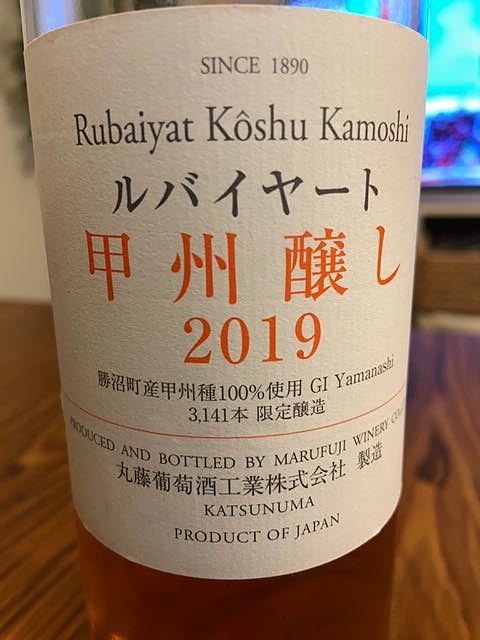 SINCE 1890
Rubaiyat Kôshu Kamoshi
ルバイヤート
甲州 醸し
2019
勝沼町産甲州種100%使用 GI Yamanashi
3,141本 限定醸造
PRODUCED AND BOTTLED BY MARUFUJI WINERY
丸藤葡萄酒工業株式会社 製造
KATSUNUMA
PRODUCT OF JAPAN